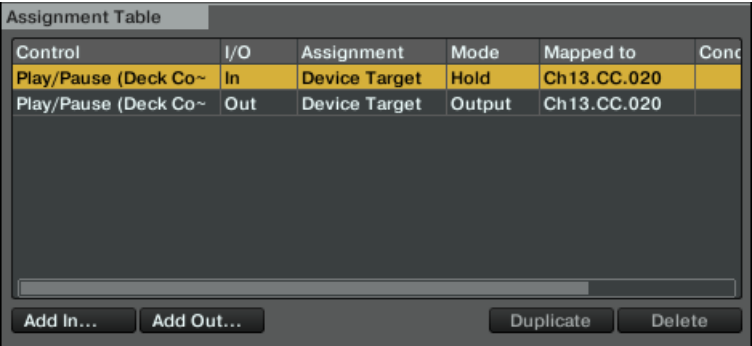 Assignment Table
Control I/O Assignment Mode Mapped to Conc
Play/Pause (Deck Co~ In Device Target Hold Ch13.CC.020
Play/Pause (Deck Co~ Out Device Target Output Ch13.CC.020
Add In... Add Out... Duplicate Delete